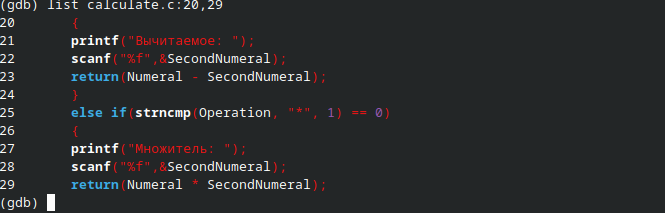 (gdb) list calculate.c:20,29
20 {
21 printf("Вычитаемое: ");
22 scanf("%f",&SecondNumeral);
23 return(Numeral - SecondNumeral);
24 }
25 else if(strncmp(Operation, "*", 1) == 0)
26 {
27 printf("Множитель: ");
28 scanf("%f",&SecondNumeral);
29 return(Numeral * SecondNumeral);
(gdb)